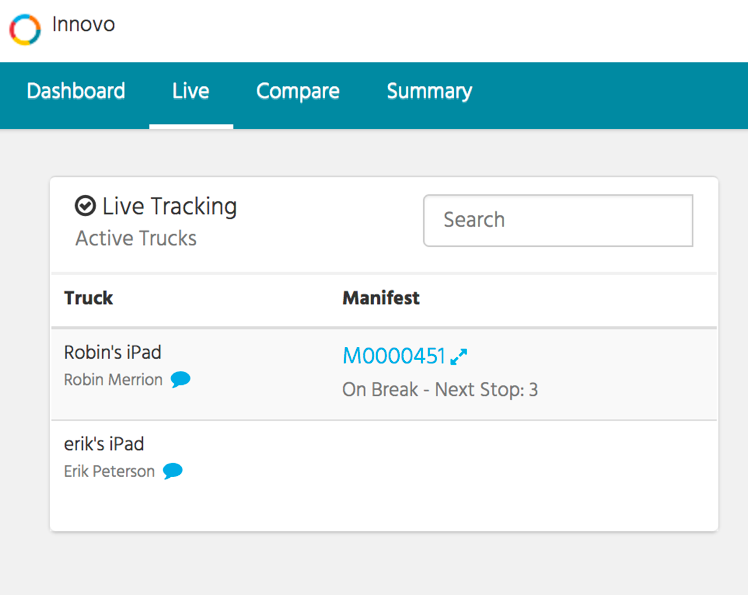 Innovo
Dashboard Live Compare Summary
Live Tracking
Active Trucks
Search
Truck Manifest
Robin's iPad
Robin Merrion
M0000451
On Break - Next Stop: 3
erik's iPad
Erik Peterson